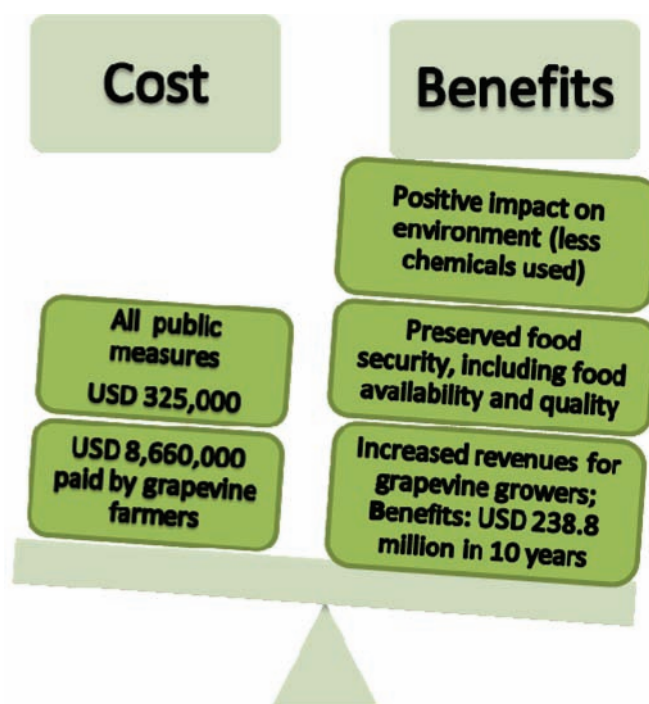 Cost
Benefits
Positive impact on
environment (less
chemicals used)
All public
measures
USD 325,000
Preserved food
security, including food
availability and quality
USD 8,660,000
paid by grapevine
farmers
Increased revenues for
grapevine growers;
Benefits: USD 238.8
million in 10 years